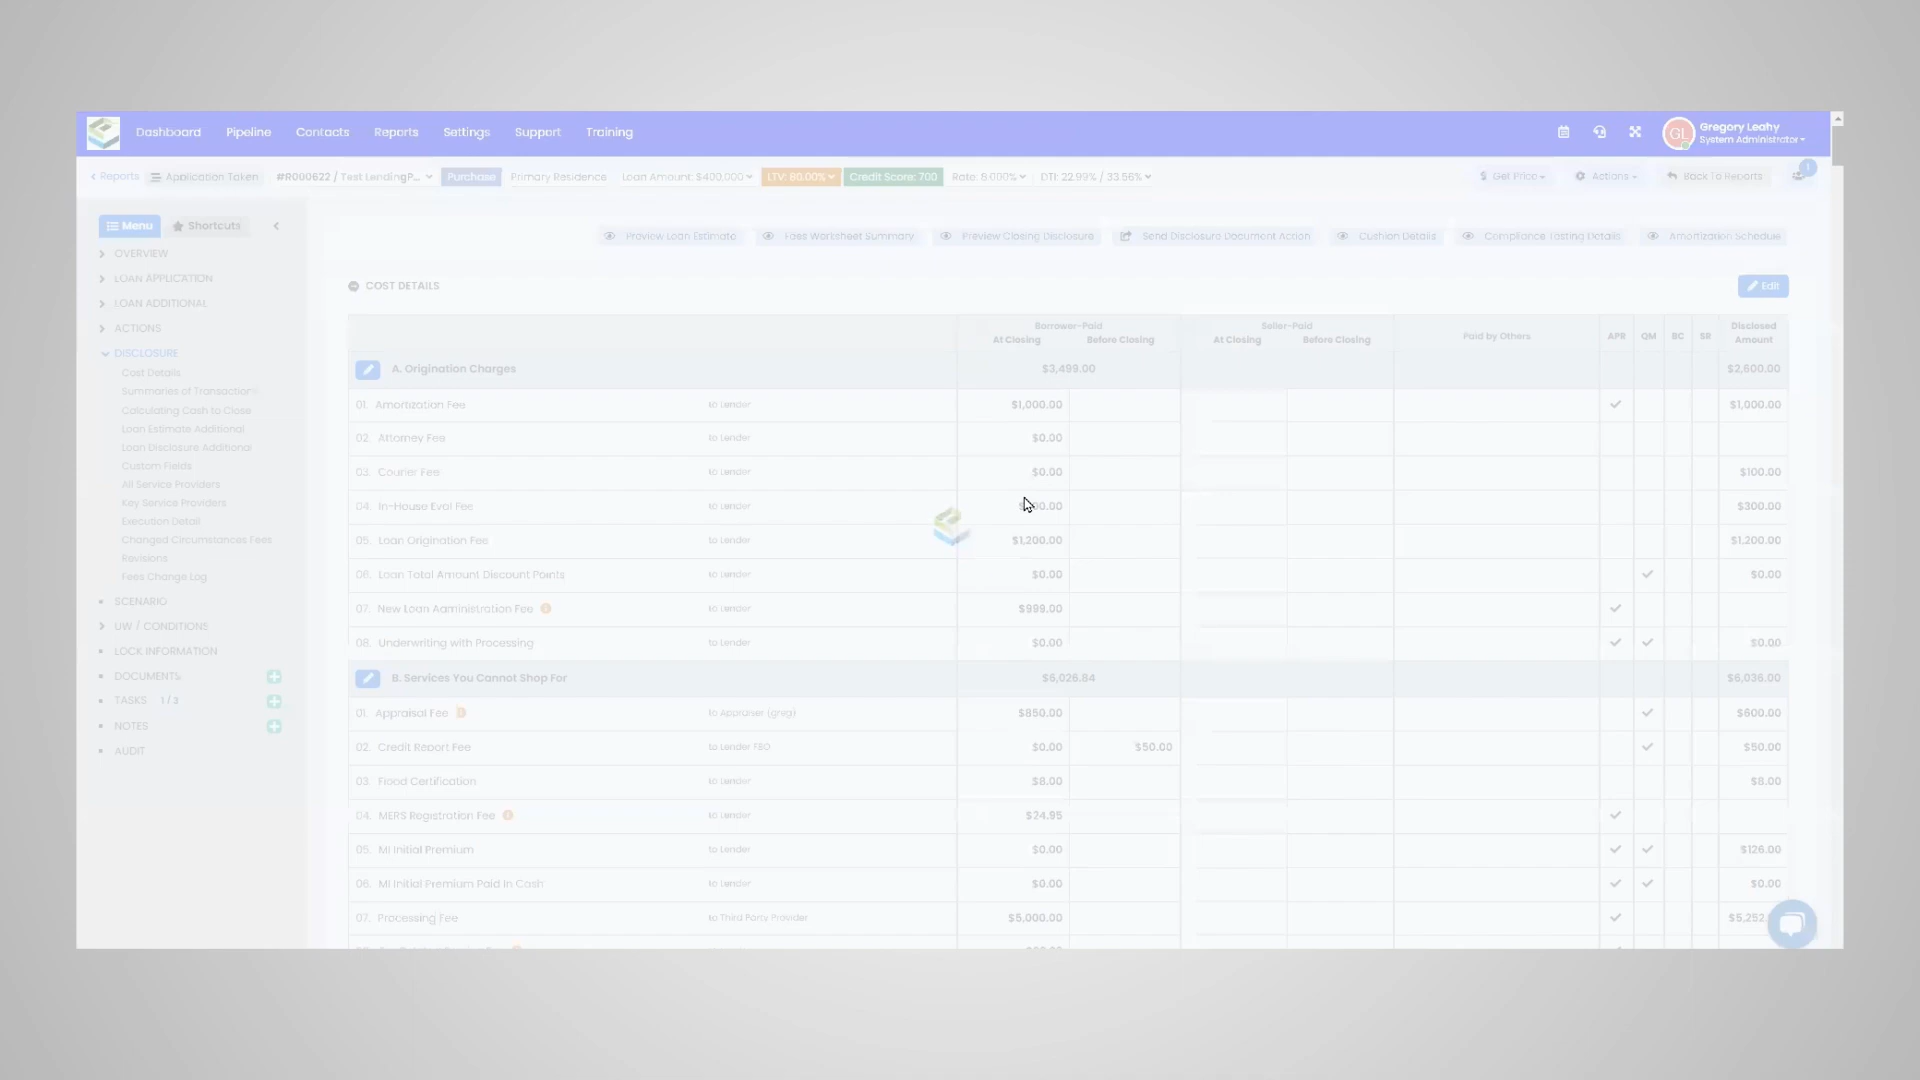 Dashboard Pipeline Contacts Reports Settings Support Training
GL Gregory Leahy
System Administrator
Reports Application Taken #R000622 / Test LendingP... Purchase Primary Residence Loan Amount: $400,000 LTV: 80.00% Credit Score: 700 Rate: 8.000% DTI: 22.99% / 33.56% Get Price Actions Back To Reports 1
Menu Shortcuts
Preview Loan Estimate Fees Worksheet Summary Preview Closing Disclosure Send Disclosure Document Action Cushion Details Compliance Testing Details Amortization Schedule
OVERVIEW
LOAN APPLICATION
LOAN ADDITIONAL
ACTIONS
DISCLOSURE
Cost Details
Summaries of Transactions
Calculating Cash to Close
Loan Estimate Additional
Loan Disclosure Additional
Custom Fields
All Service Providers
Key Service Providers
Execution Detail
Changed Circumstances Fees
Revisions
Fees Change Log
SCENARIO
UW / CONDITIONS
LOCK INFORMATION
DOCUMENTS
TASKS 1 / 3
NOTES
AUDIT
COST DETAILS Edit
Borrower-Paid Seller-Paid Paid by Others APR QM BC SR Disclosed Amount
At Closing Before Closing At Closing Before Closing
A. Origination Charges $3,499.00 $2,600.00
01. Amortization Fee to Lender $1,000.00 $1,000.00
02. Attorney Fee to Lender $0.00
03. Courier Fee to Lender $0.00 $100.00
04. In-House Eval Fee to Lender 00.00 $300.00
05. Loan Origination Fee to Lender $1,200.00 $1,200.00
06. Loan Total Amount Discount Points to Lender $0.00 $0.00
07. New Loan Administration Fee to Lender $999.00
08. Underwriting with Processing to Lender $0.00 $0.00
B. Services You Cannot Shop For $6,026.84 $6,036.00
01. Appraisal Fee to Appraiser (greg) $850.00 $600.00
02. Credit Report Fee to Lender FBO $0.00 $50.00 $50.00
03. Flood Certification to Lender $8.00 $8.00
04. MERS Registration Fee to Lender $24.95
05. MI Initial Premium to Lender $0.00 $126.00
06. MI Initial Premium Paid In Cash to Lender $0.00 $0.00
07. Processing Fee to Third Party Provider $5,000.00 $5,252